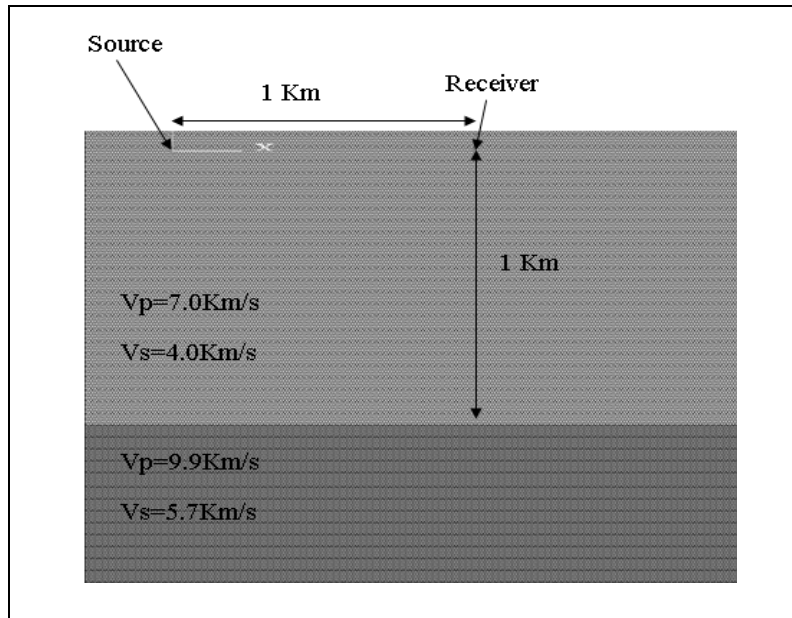 Source
1 Km
Receiver
x
1 Km
Vp=7.0Km/s
Vs=4.0Km/s
Vp=9.9Km/s
Vs=5.7Km/s